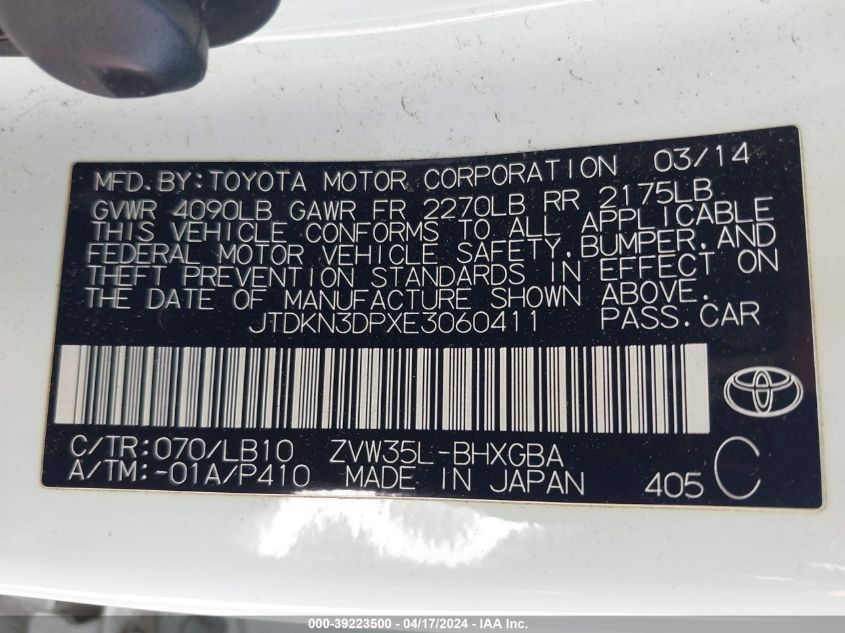 MFD.BY:TOYOTA MOTOR CORPORATION 03/14
GVWR 4090LB GAWR FR 2270LB RR 2175LB
THIS VEHICLE CONFORMS TO ALL APPLICABLE
FEDERAL MOTOR VEHICLE SAFETY,BUMPER,AND
THEFT PREVENTION STANDARDS IN EFFECT ON
THE DATE OF MANUFACTURE SHOWN ABOVE.
JTDKN3DPXE3060411 PASS.CAR
C/TR:070/LB10 ZVW35L-BHXGBA
A/TM:-01A/P410 MADE IN JAPAN 405 C
000-39223500 - 04/17/2024 - IAA Inc.